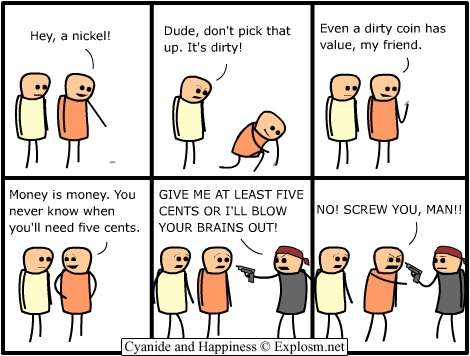 Hey, a nickel!
Dude, don't pick that
up. It's dirty!
Even a dirty coin has
value, my friend.
Money is money. You
never know when
you'll need five cents.
GIVE ME AT LEAST FIVE
CENTS OR I'LL BLOW
YOUR BRAINS OUT!
NO! SCREW YOU, MAN!!
Cyanide and Happiness © Explosm.net